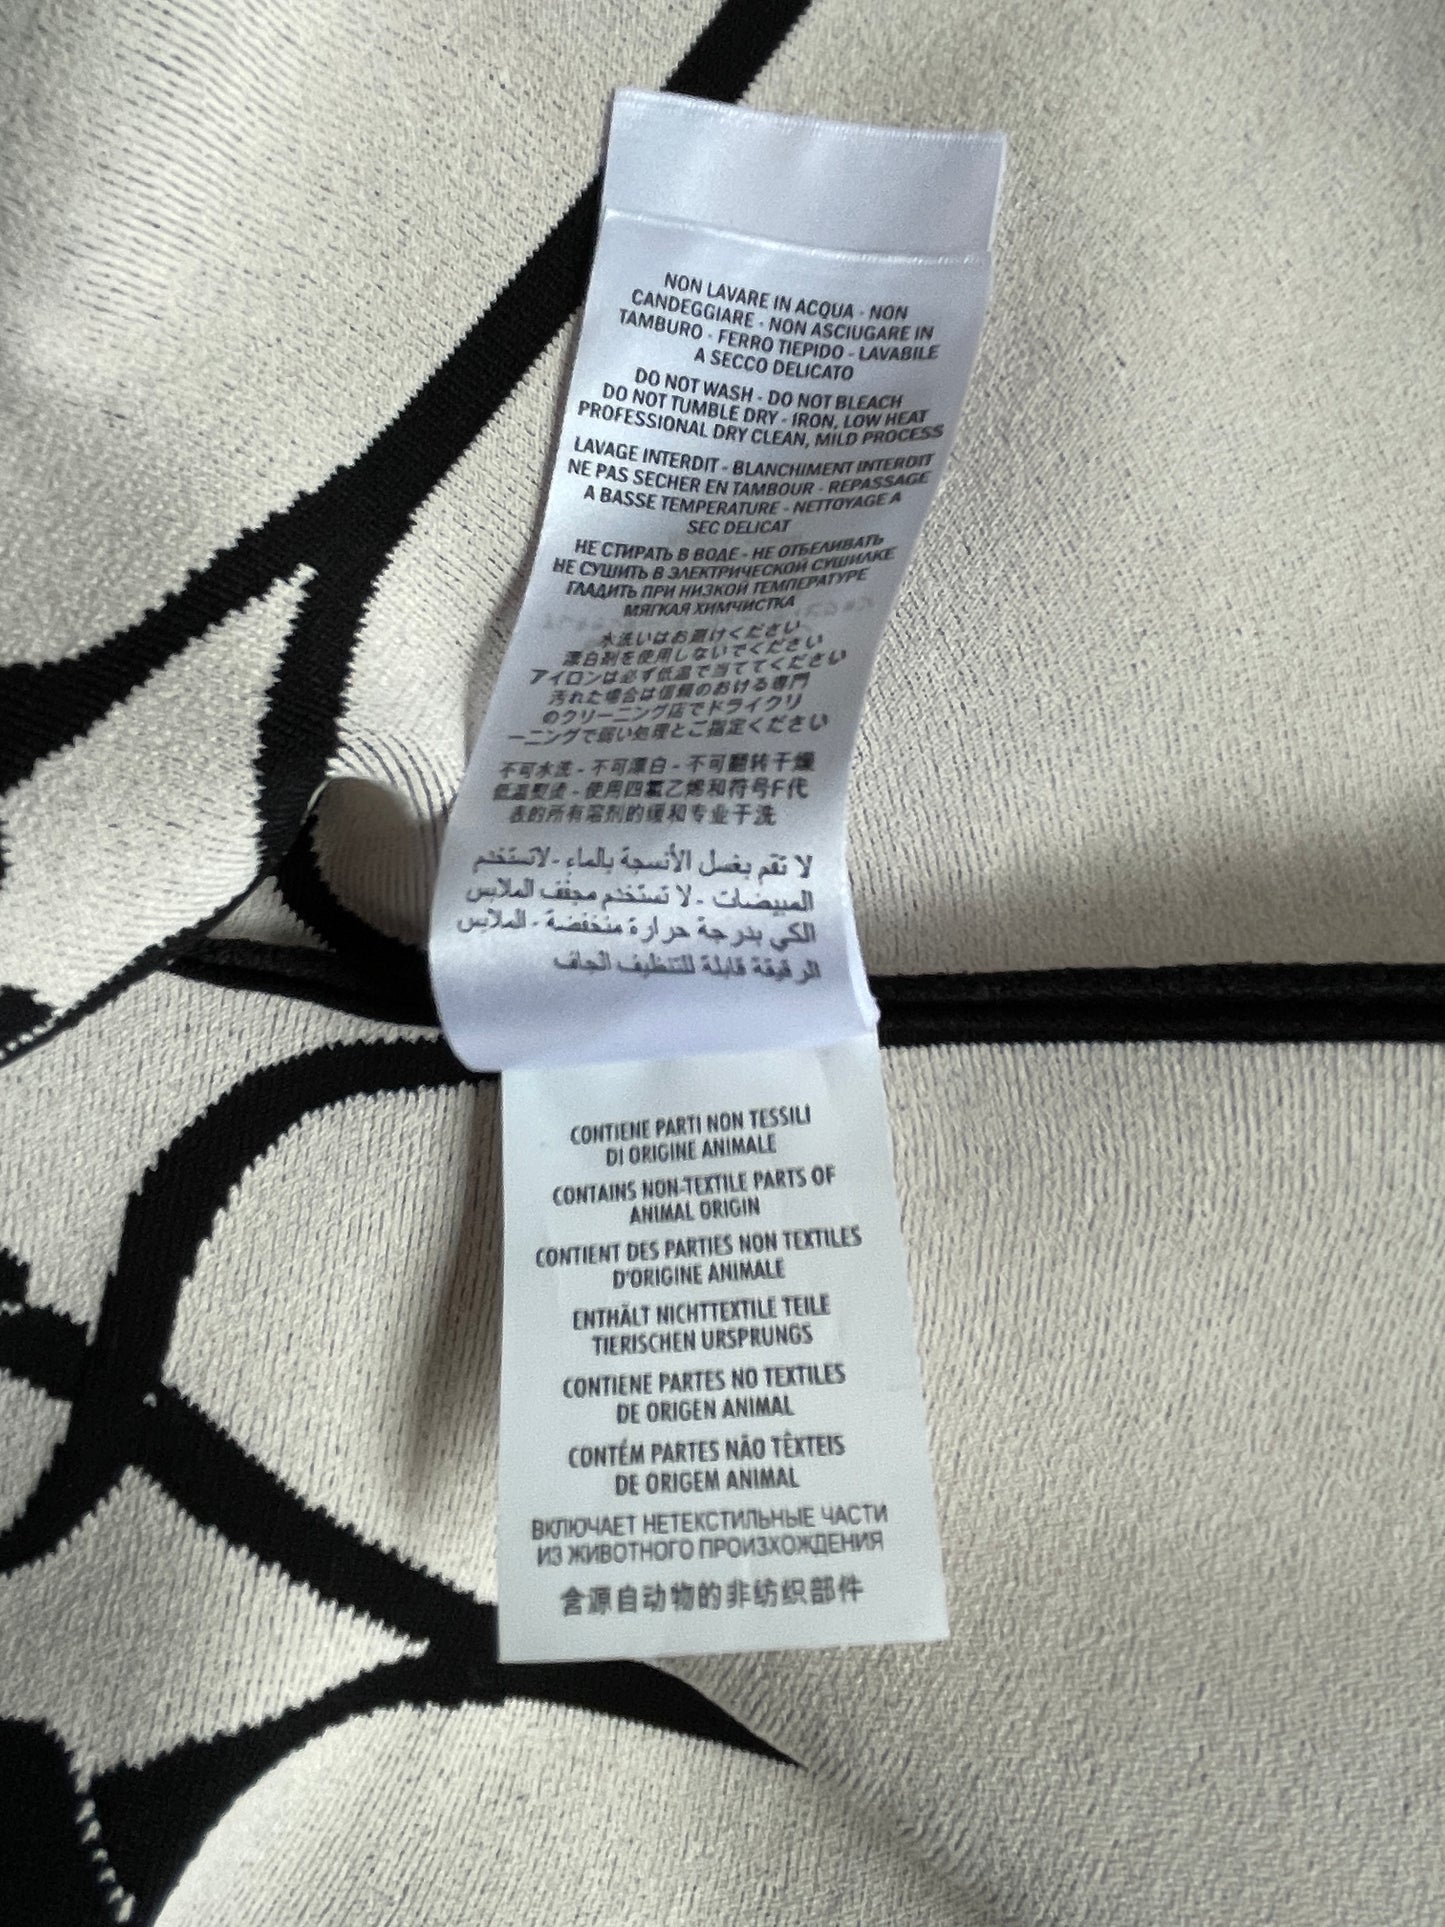 NON LAVARE IN ACQUA - NON
CANDEGGIARE - NON ASCIUGARE IN
TAMBURO - FERRO TIEPIDO - LAVABILE
A SECCO DELICATO
DO NOT WASH - DO NOT BLEACH
DO NOT TUMBLE DRY - IRON, LOW HEAT
PROFESSIONAL DRY CLEAN, MILD PROCESS
LAVAGE INTERDIT - BLANCHIMENT INTERDIT
NE PAS SECHER EN TAMBOUR - REPASSAGE
A BASSE TEMPERATURE - NETTOYAGE A
SEC DELICAT
НЕ СТИРАТЬ В ВОДЕ - НЕ ОТБЕЛИВАТЬ
НЕ СУШИТЬ В ЭЛЕКТРИЧЕСКОЙ СУШИЛКЕ
ГЛАДИТЬ ПРИ НИЗКОЙ ТЕМПЕРАТУРЕ
МЯГКАЯ ХИМЧИСТКА
水洗いはお避けください
漂白剤を使用しないでください
アイロンは必ず低温で当ててください
汚れた場合は信頼のおける専門
のクリーニング店でドライクリ
ーニングで弱い処理とご指定ください
不可水洗 - 不可漂白 - 不可翻转干燥
低温熨烫 - 使用四氯乙烯和符号F代
表的所有溶剂的缓和专业干洗
لا تقم بغسل الأنسجة بالماء - لاتستخدم
المبيضات - لا تستخدم مجفف الملابس
الكي بدرجة حرارة منخفضة - الملابس
الرقيقة قابلة للتنظيف الجاف
CONTIENE PARTI NON TESSILI
DI ORIGINE ANIMALE
CONTAINS NON-TEXTILE PARTS OF
ANIMAL ORIGIN
CONTIENT DES PARTIES NON TEXTILES
D'ORIGINE ANIMALE
ENTHÄLT NICHTTEXTILE TEILE
TIERISCHEN URSPRUNGS
CONTIENE PARTES NO TEXTILES
DE ORIGEN ANIMAL
CONTÉM PARTES NÃO TÊXTEIS
DE ORIGEM ANIMAL
ВКЛЮЧАЕТ НЕТЕКСТИЛЬНЫЕ ЧАСТИ
ИЗ ЖИВОТНОГО ПРОИЗХОЖДЕНИЯ
含源自动物的非纺织部件